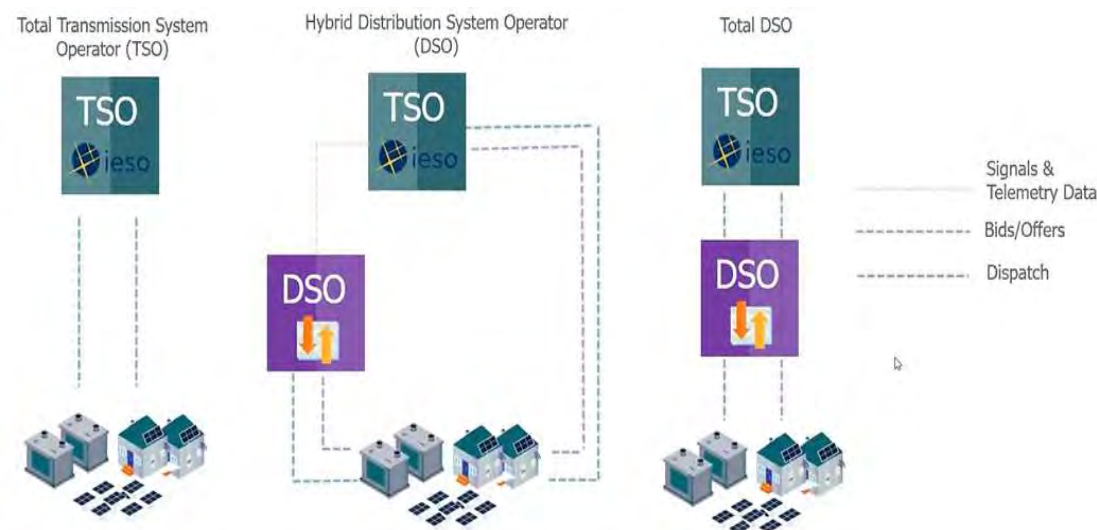 Total Transmission System
Operator (TSO)
Hybrid Distribution System Operator
(DSO)
Total DSO
TSO
ieso
TSO
ieso
TSO
ieso
DSO
DSO
Signals &
Telemetry Data
Bids/Offers
Dispatch